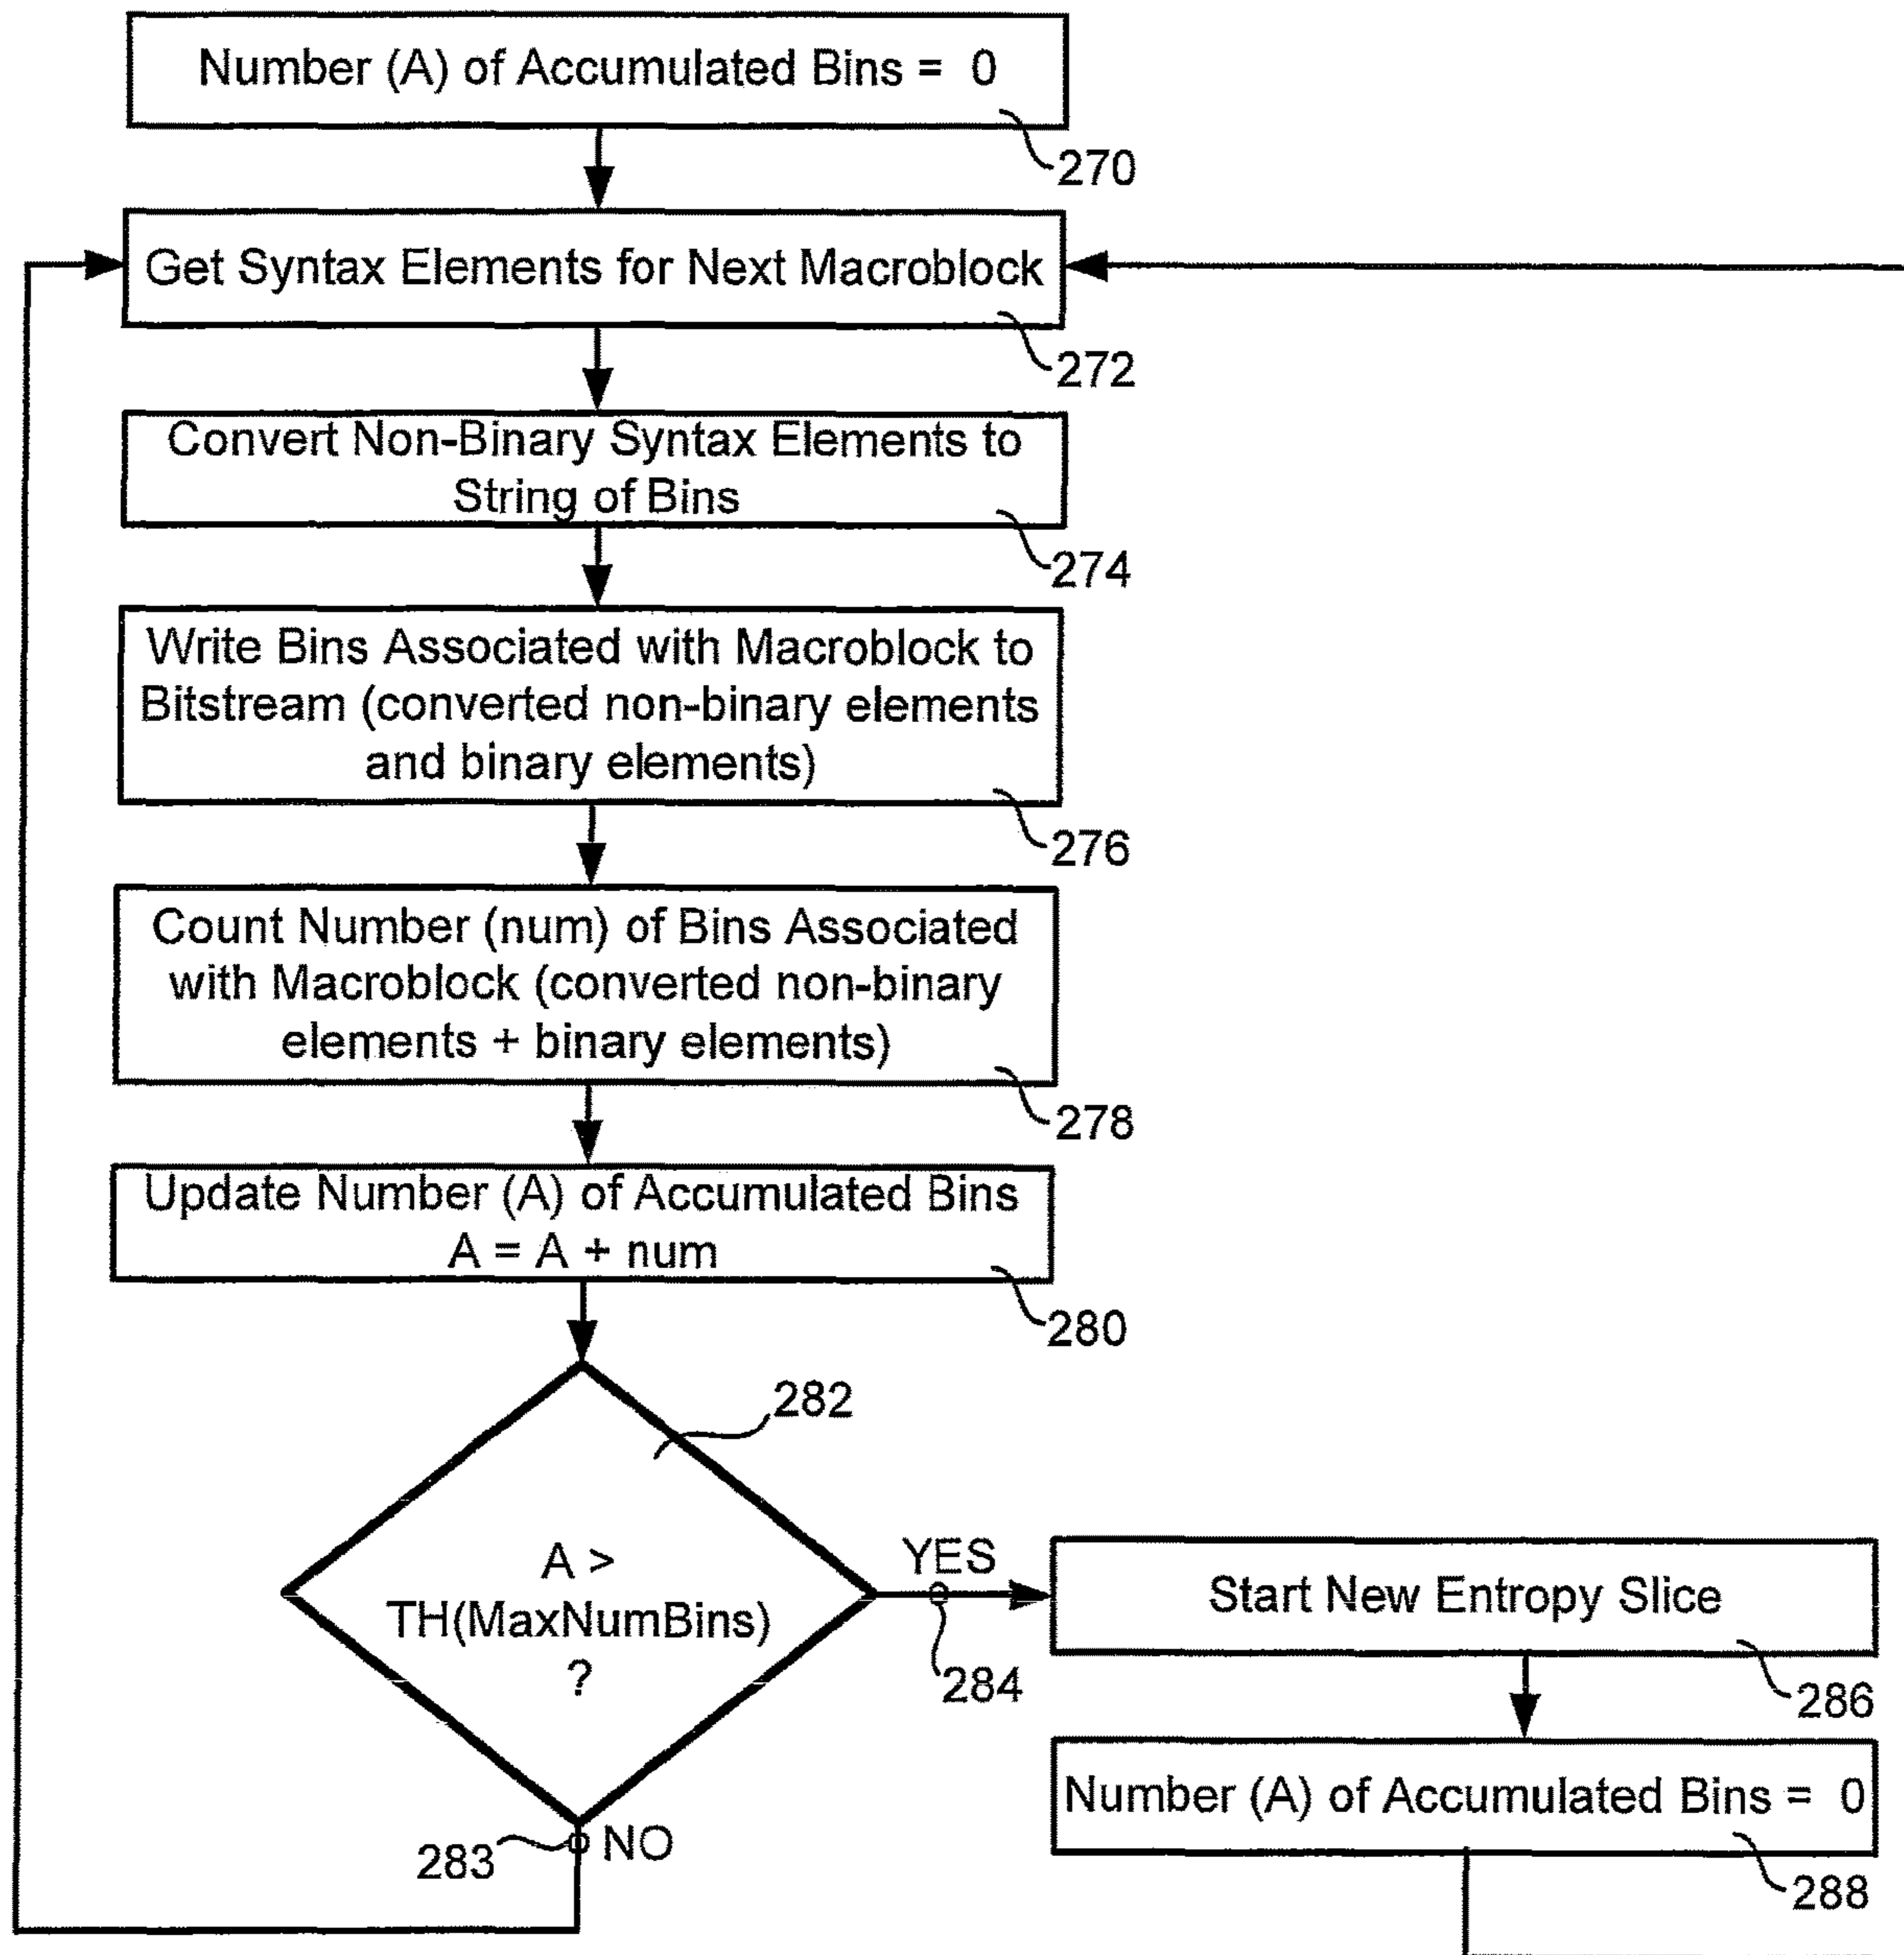 Number (A) of Accumulated Bins = 0
270
Get Syntax Elements for Next Macroblock
272
Convert Non-Binary Syntax Elements to
String of Bins
274
Write Bins Associated with Macroblock to
Bitstream (converted non-binary elements
and binary elements)
276
Count Number (num) of Bins Associated
with Macroblock (converted non-binary
elements + binary elements)
278
Update Number (A) of Accumulated Bins
A = A + num
280
282
A >
TH(MaxNumBins)
?
YES
284
Start New Entropy Slice
286
Number (A) of Accumulated Bins = 0
288
283
NO